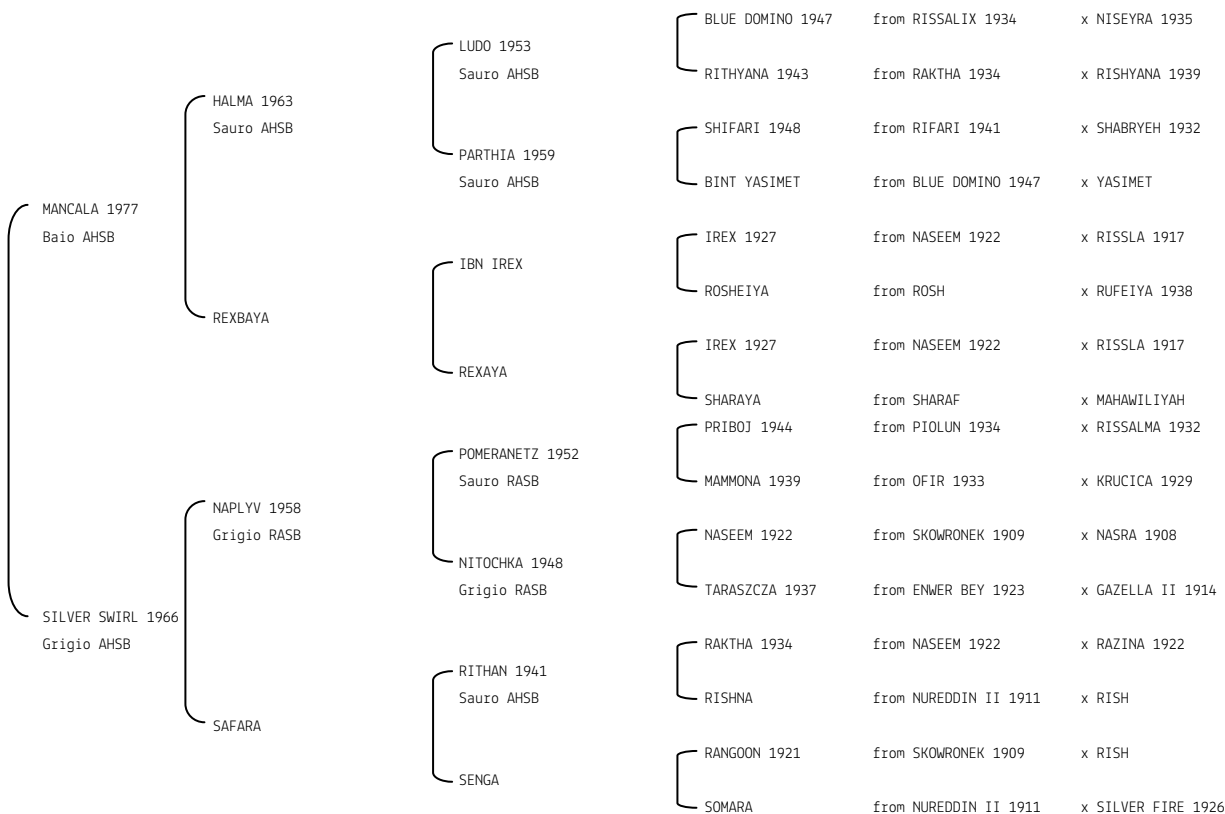 BLUE DOMINO 1947 from RISSALIX 1934 x NISEYRA 1935
LUDO 1953
Sauro AHSB RITHYANA 1943 from RAKTHA 1934 x RISHYANA 1939
HALMA 1963
Sauro AHSB SHIFARI 1948 from RIFARI 1941 x SHABRYEH 1932
PARTHIA 1959
Sauro AHSB BINT YASIMET from BLUE DOMINO 1947 x YASIMET
MANCALA 1977
Baio AHSB IREX 1927 from NASEEM 1922 x RISSLA 1917
IBN IREX
ROSHEIYA from ROSH x RUFEIYA 1938
REXBAYA
IREX 1927 from NASEEM 1922 x RISSLA 1917
REXAYA
SHARAYA from SHARAF x MAHAWILIYAH
PRIBOJ 1944 from PIOLUN 1934 x RISSALMA 1932
POMERANETZ 1952
Sauro RASB MAMMONA 1939 from OFIR 1933 x KRUCICA 1929
NAPLYV 1958
Grigio RASB NASEEM 1922 from SKOWRONEK 1909 x NASRA 1908
NITOCHKA 1948
Grigio RASB TARASZCZA 1937 from ENWER BEY 1923 x GAZELLA II 1914
SILVER SWIRL 1966
Grigio AHSB RAKTHA 1934 from NASEEM 1922 x RAZINA 1922
RITHAN 1941
Sauro AHSB RISHNA from NUREDDIN II 1911 x RISH
SAFARA
RANGOON 1921 from SKOWRONEK 1909 x RISH
SENGA
SOMARA from NUREDDIN II 1911 x SILVER FIRE 1926